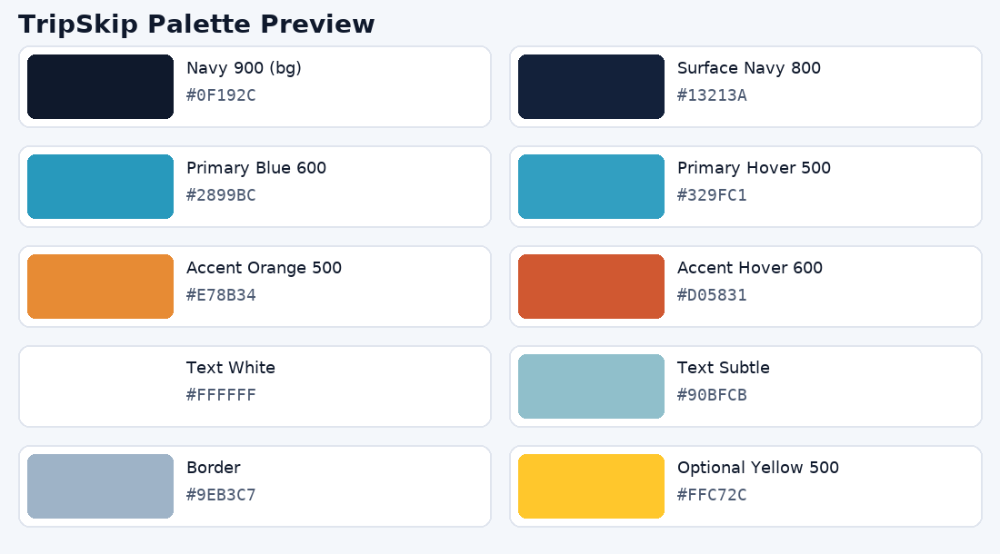 TripSkip Palette Preview
Navy 900 (bg)
#0F192C
Surface Navy 800
#13213A
Primary Blue 600
#2899BC
Primary Hover 500
#329FC1
Accent Orange 500
#E78B34
Accent Hover 600
#D05831
Text White
#FFFFFF
Text Subtle
#90BFCB
Border
#9EB3C7
Optional Yellow 500
#FFC72C